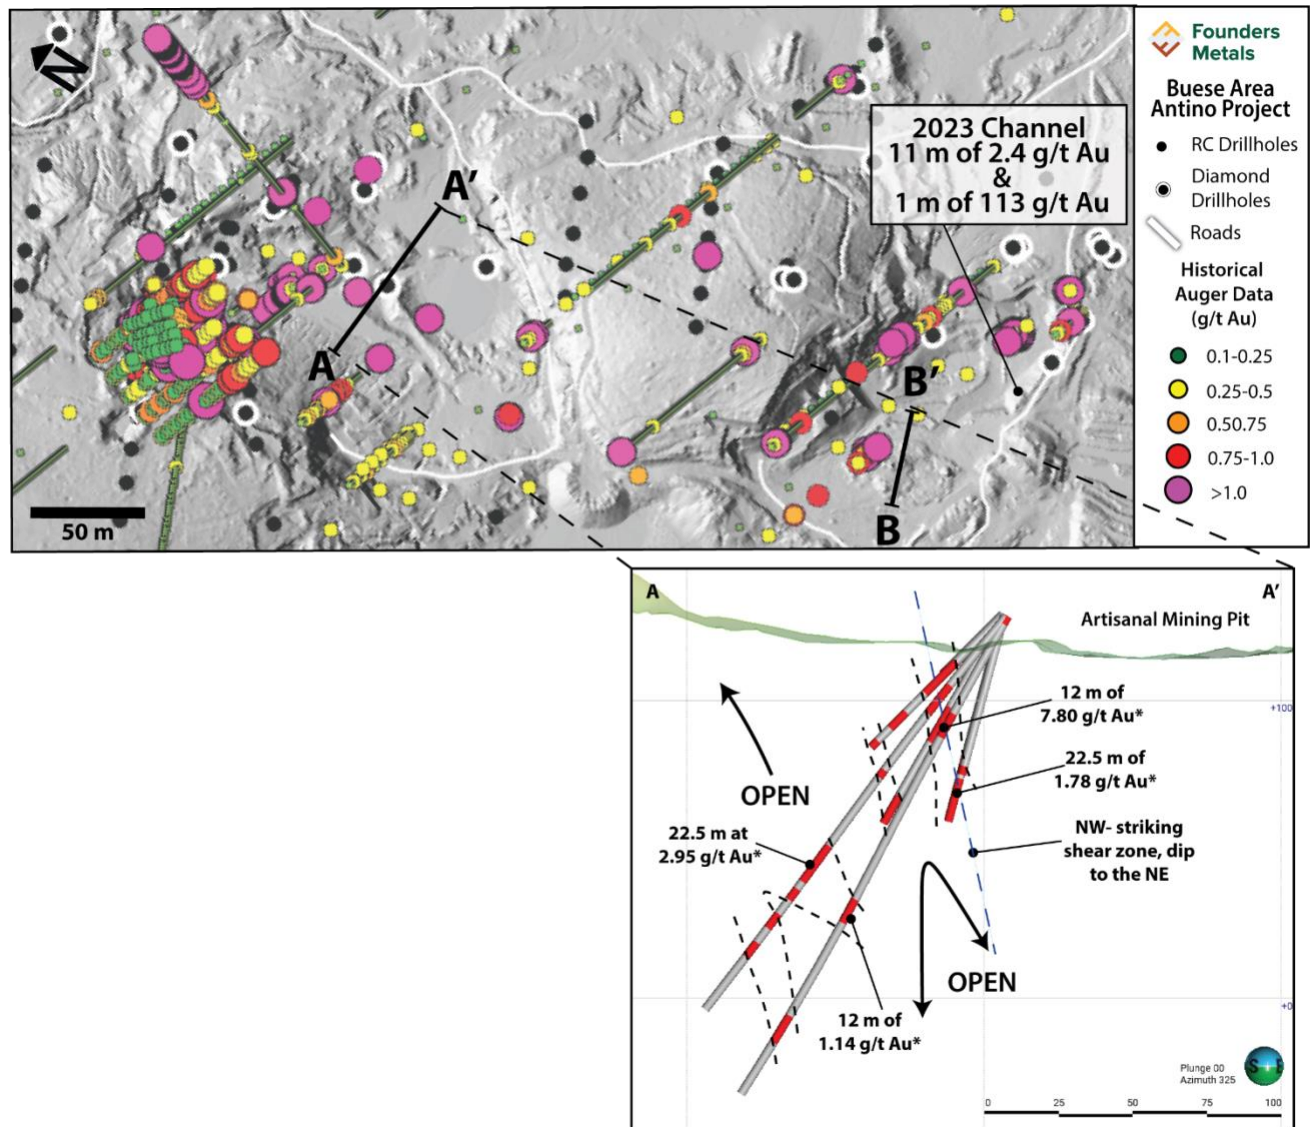 N
A'
A
B'
B
50 m
2023 Channel
11 m of 2.4 g/t Au
&
1 m of 113 g/t Au
Founders
Metals
Buese Area
Antino Project
RC Drillholes
Diamond
Drillholes
Roads
Historical
Auger Data
(g/t Au)
0.1-0.25
0.25-0.5
0.50.75
0.75-1.0
>1.0
A
A'
Artisanal Mining Pit
+100
12 m of
7.80 g/t Au*
22.5 m of
1.78 g/t Au*
OPEN
22.5 m at
2.95 g/t Au*
NW- striking
shear zone, dip
to the NE
OPEN
+0
12 m of
1.14 g/t Au*
Plunge 00
Azimuth 325
S E
0 25 50 75 100